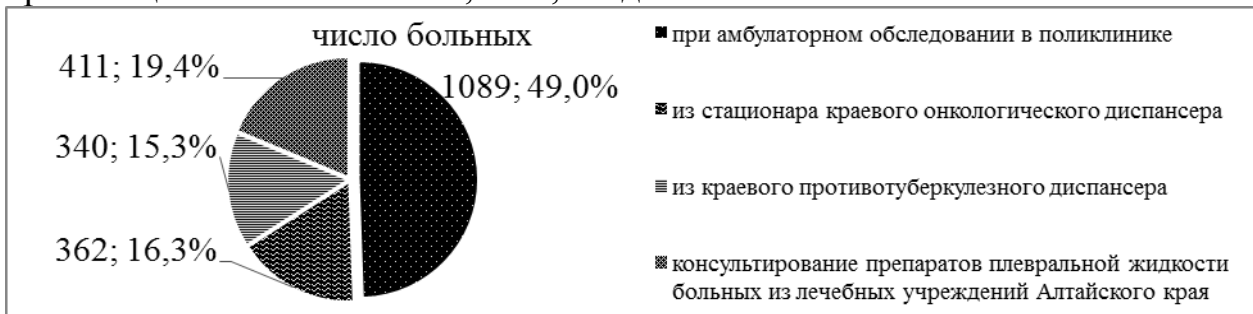 число больных
411; 19,4%
1089; 49,0%
340; 15,3%
362; 16,3%
при амбулаторном обследовании в поликлинике
из стационара краевого онкологического диспансера
из краевого противотуберкулезного диспансера
консультирование препаратов плевральной жидкости
больных из лечебных учреждений Алтайского края